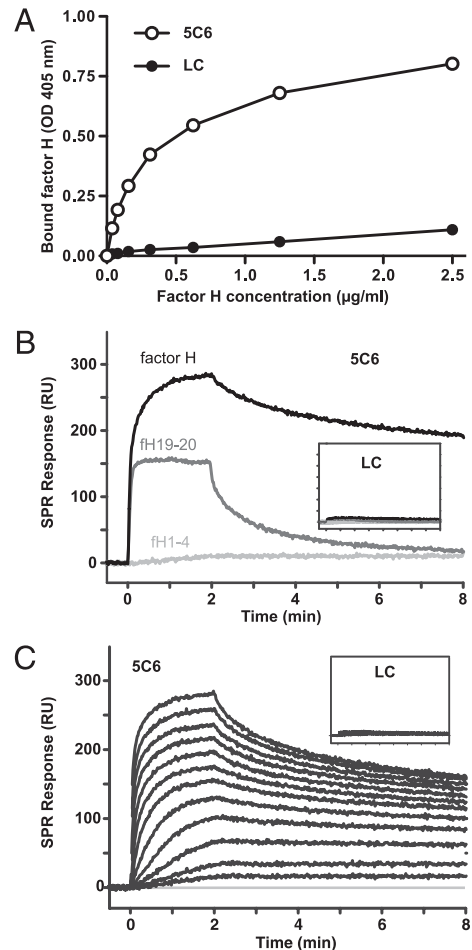 A
1.00
5C6
LC
0.75
0.50
0.25
0.00
Bound factor H (OD 405 nm)
0.0 0.5 1.0 1.5 2.0 2.5
Factor H concentration (µg/ml)
B
factor H
5C6
300
200
100
0
SPR Response (RU)
fH19-20
fH1-4
LC
0 2 4 6 8
Time (min)
C
5C6
LC
300
200
100
0
SPR Response (RU)
0 2 4 6 8
Time (min)